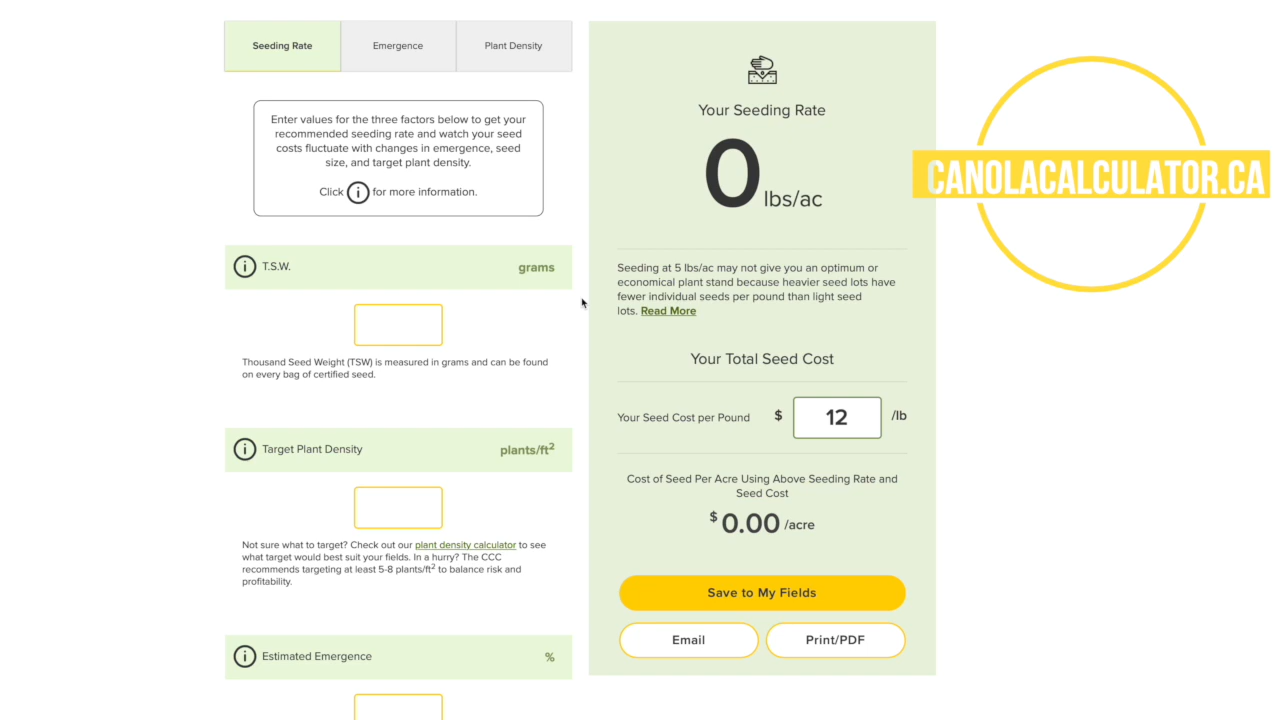 Seeding Rate
Emergence
Plant Density
Enter values for the three factors below to get your
recommended seeding rate and watch your seed
costs fluctuate with changes in emergence, seed
size, and target plant density.
Click i for more information.
i T.S.W. grams
Thousand Seed Weight (TSW) is measured in grams and can be found
on every bag of certified seed.
i Target Plant Density plants/ft²
Not sure what to target? Check out our plant density calculator to see
what target would best suit your fields. In a hurry? The CCC
recommends targeting at least 5-8 plants/ft² to balance risk and
profitability.
i Estimated Emergence %
Your Seeding Rate
0 lbs/ac
Seeding at 5 lbs/ac may not give you an optimum or
economical plant stand because heavier seed lots have
fewer individual seeds per pound than light seed
lots. Read More
Your Total Seed Cost
Your Seed Cost per Pound $ 12 /lb
Cost of Seed Per Acre Using Above Seeding Rate and
Seed Cost
$0.00 /acre
Save to My Fields
Email
Print/PDF
CANOLACALCULATOR.CA